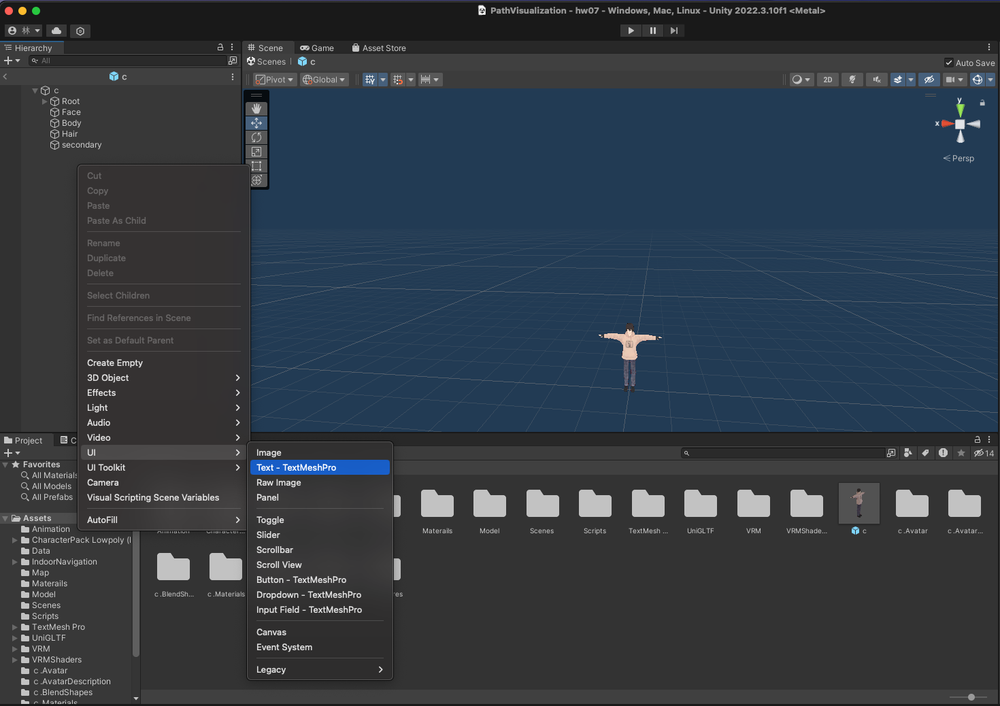 PathVisualization - hw07 - Windows, Mac, Linux - Unity 2022.3.10f1 <Metal>
林
Hierarchy
All
c
c
Root
Face
Body
Hair
secondary
Scene
Game
Asset Store
Scenes
c
Auto Save
Pivot
Global
2D
y
x
Persp
Cut
Copy
Paste
Paste As Child
Rename
Duplicate
Delete
Select Children
Find References in Scene
Set as Default Parent
Create Empty
3D Object
Effects
Light
Audio
Video
UI
UI Toolkit
Camera
Visual Scripting Scene Variables
AutoFill
Image
Text - TextMeshPro
Raw Image
Panel
Toggle
Slider
Scrollbar
Scroll View
Button - TextMeshPro
Dropdown - TextMeshPro
Input Field - TextMeshPro
Canvas
Event System
Legacy
Project
C
14
Favorites
All Materials
All Models
All Prefabs
Assets
Animation
CharacterPack Lowpoly (
Data
IndoorNavigation
Map
Materails
Model
Scenes
Scripts
TextMesh Pro
UniGLTF
VRM
VRMShaders
c .Avatar
c .AvatarDescription
c .BlendShapes
c .Materials
Materails
Model
Scenes
Scripts
TextMesh ...
UniGLTF
VRM
VRMShade...
c
c .Avatar
c .Avatar...
c .BlendSh...
c .Materials
res